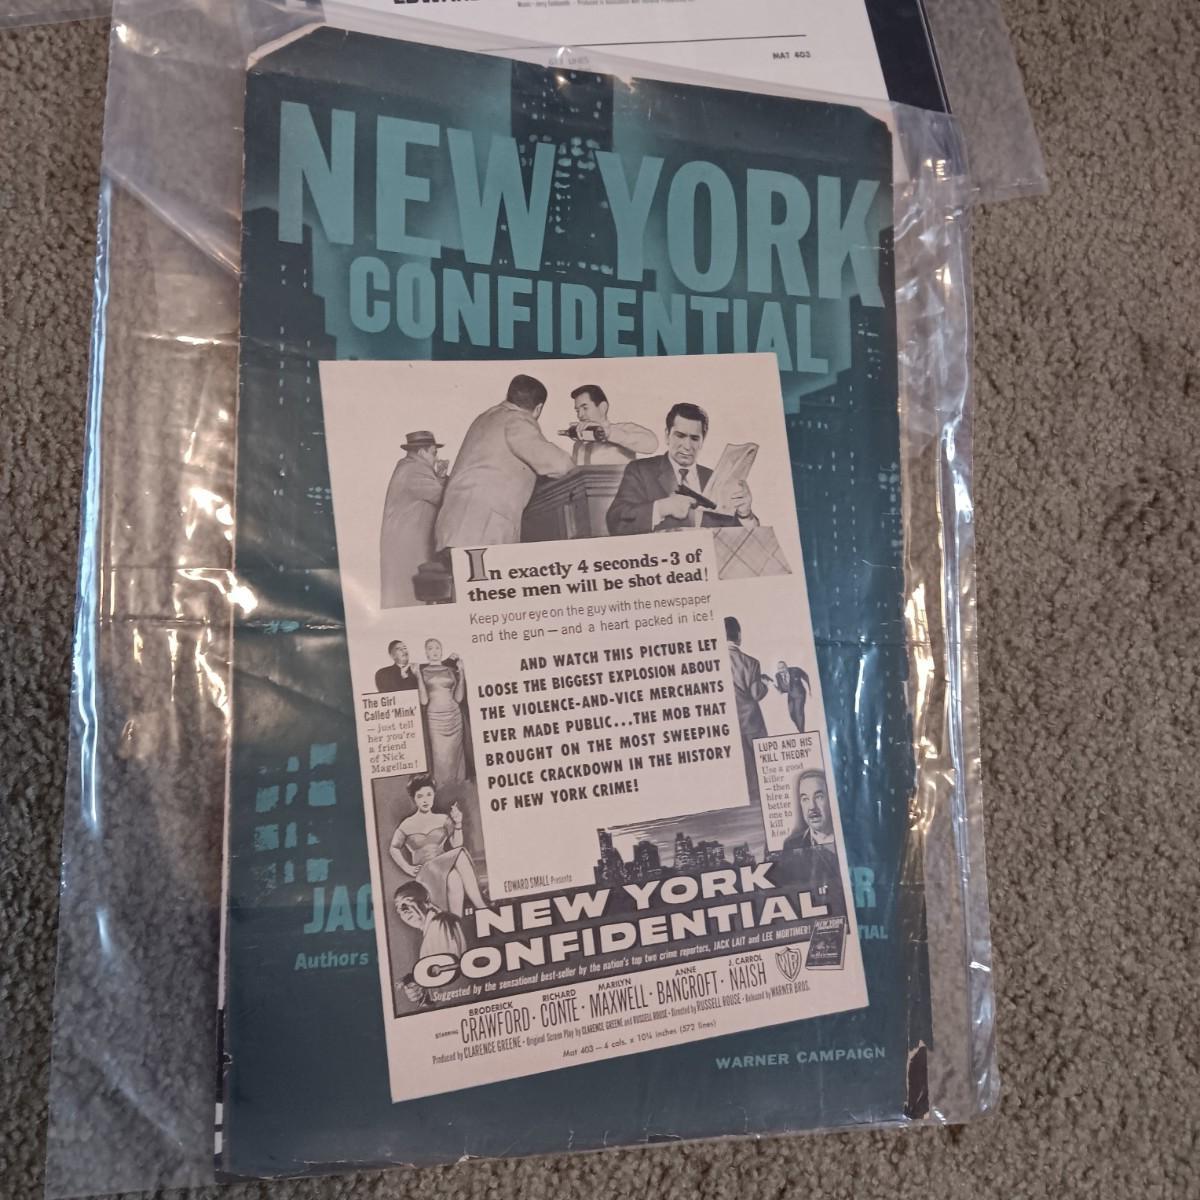 MAT 403
NEW YORK
CONFIDENTIAL
In exactly 4 seconds-3 of
these men will be shot dead!
Keep your eye on the guy with the newspaper
and the gun — and a heart packed in ice!
AND WATCH THIS PICTURE LET
LOOSE THE BIGGEST EXPLOSION ABOUT
THE VIOLENCE-AND-VICE MERCHANTS
EVER MADE PUBLIC...THE MOB THAT
BROUGHT ON THE MOST SWEEPING
POLICE CRACKDOWN IN THE HISTORY
OF NEW YORK CRIME!
The Girl
Called 'Mink'
— just tell
her you're
a friend
of Nick
Magellan!
LUPO AND HIS
'KILL THEORY'
Use a good
killer
—then
hire a
better
one to
kill
him!
EDWARD SMALL Presents
"NEW YORK
CONFIDENTIAL"
Suggested by the sensational best-seller by the nation's top two crime reporters, JACK LAIT and LEE MORTIMER!
STARRING BRODERICK CRAWFORD · RICHARD CONTE · MARILYN MAXWELL · ANNE BANCROFT · J. CARROL NAISH
WB
Produced by CLARENCE GREENE · Original Screen Play by CLARENCE GREENE and RUSSELL ROUSE · Directed by RUSSELL ROUSE · Released by WARNER BROS.
Mat 403—4 cols. x 10¼ inches (572 lines)
JAC
ER
Authors
TIAL
WARNER CAMPAIGN